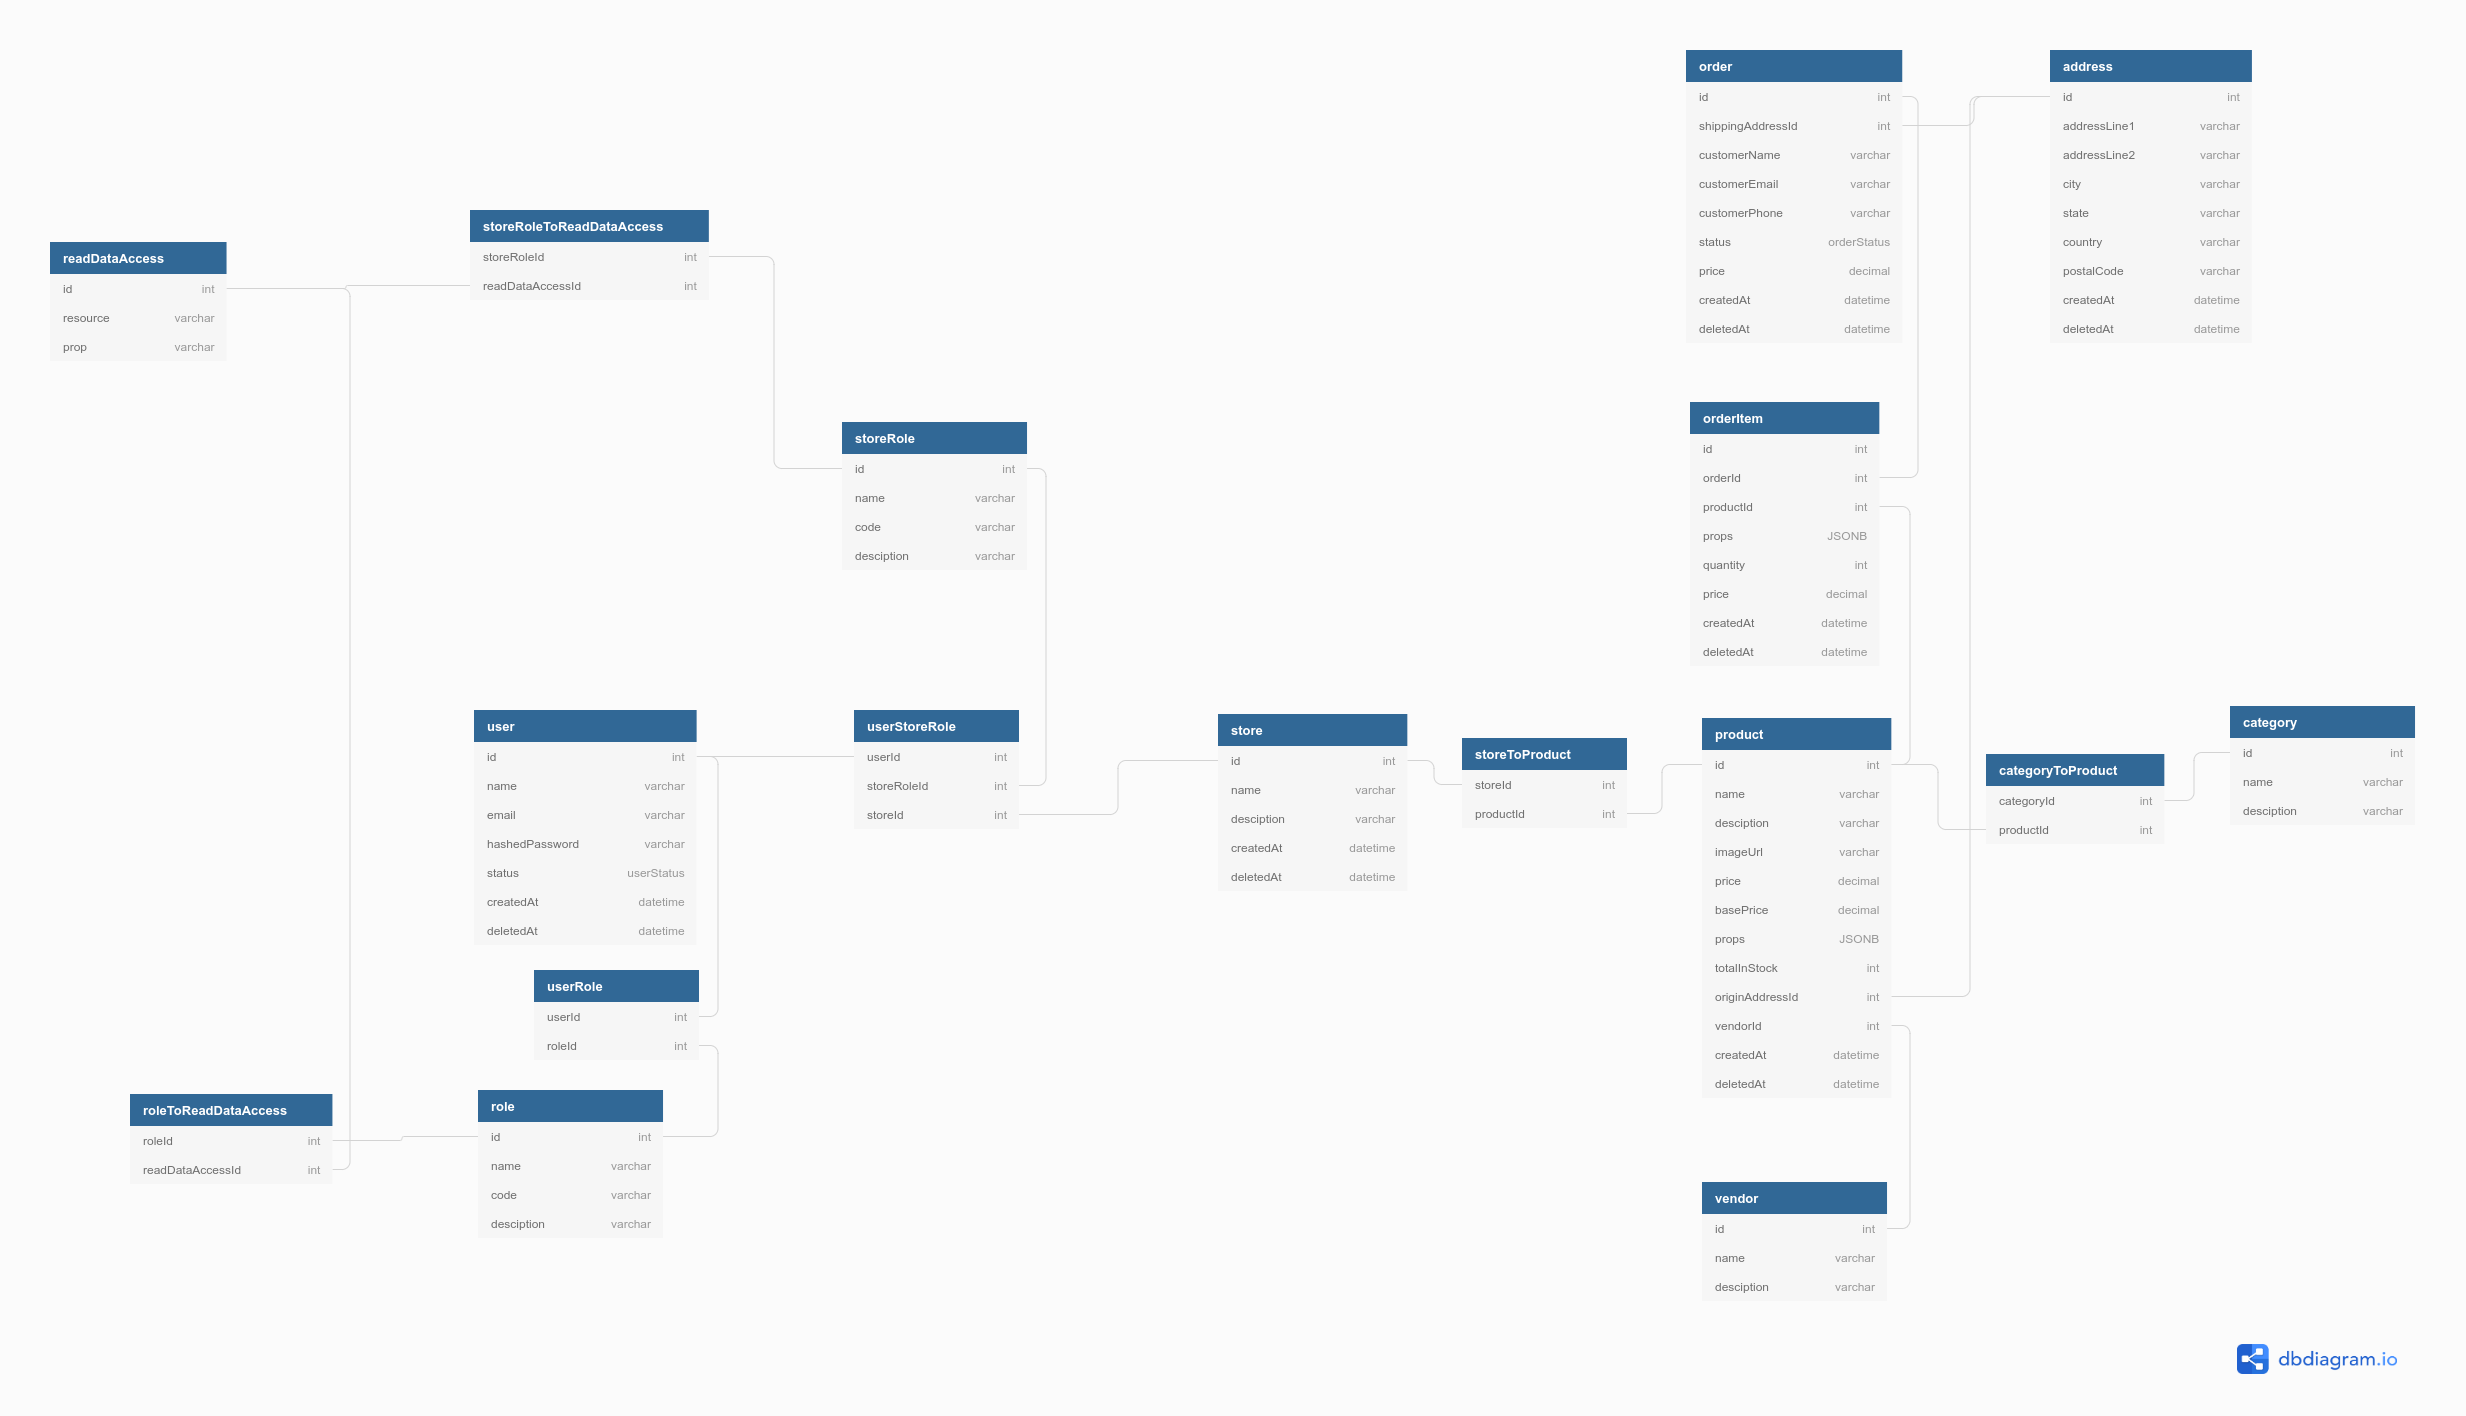 readDataAccess
id int
resource varchar
prop varchar
storeRoleToReadDataAccess
storeRoleId int
readDataAccessId int
storeRole
id int
name varchar
code varchar
desciption varchar
user
id int
name varchar
email varchar
hashedPassword varchar
status userStatus
createdAt datetime
deletedAt datetime
userStoreRole
userId int
storeRoleId int
storeId int
userRole
userId int
roleId int
roleToReadDataAccess
roleId int
readDataAccessId int
role
id int
name varchar
code varchar
desciption varchar
store
id int
name varchar
desciption varchar
createdAt datetime
deletedAt datetime
storeToProduct
storeId int
productId int
order
id int
shippingAddressId int
customerName varchar
customerEmail varchar
customerPhone varchar
status orderStatus
price decimal
createdAt datetime
deletedAt datetime
address
id int
addressLine1 varchar
addressLine2 varchar
city varchar
state varchar
country varchar
postalCode varchar
createdAt datetime
deletedAt datetime
orderItem
id int
orderId int
productId int
props JSONB
quantity int
price decimal
createdAt datetime
deletedAt datetime
product
id int
name varchar
desciption varchar
imageUrl varchar
price decimal
basePrice decimal
props JSONB
totalInStock int
originAddressId int
vendorId int
createdAt datetime
deletedAt datetime
categoryToProduct
categoryId int
productId int
category
id int
name varchar
desciption varchar
vendor
id int
name varchar
desciption varchar
dbdiagram.io